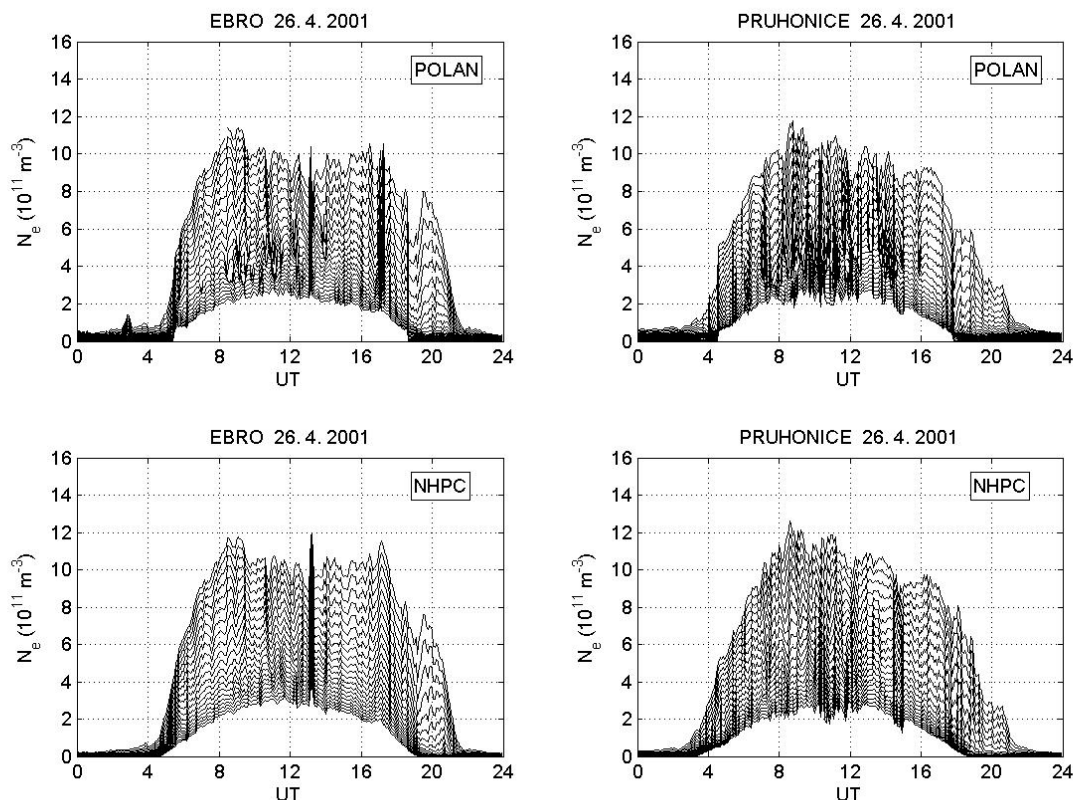 EBRO 26. 4. 2001
POLAN
16
14
12
10
8
6
4
2
0
N_e (10^11 m^-3)
0 4 8 12 16 20 24
UT
PRUHONICE 26. 4. 2001
POLAN
16
14
12
10
8
6
4
2
0
N_e (10^11 m^-3)
0 4 8 12 16 20 24
UT
EBRO 26. 4. 2001
NHPC
16
14
12
10
8
6
4
2
0
N_e (10^11 m^-3)
0 4 8 12 16 20 24
UT
PRUHONICE 26. 4. 2001
NHPC
16
14
12
10
8
6
4
2
0
N_e (10^11 m^-3)
0 4 8 12 16 20 24
UT